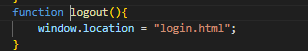 function logout(){
window.location = "login.html";
}